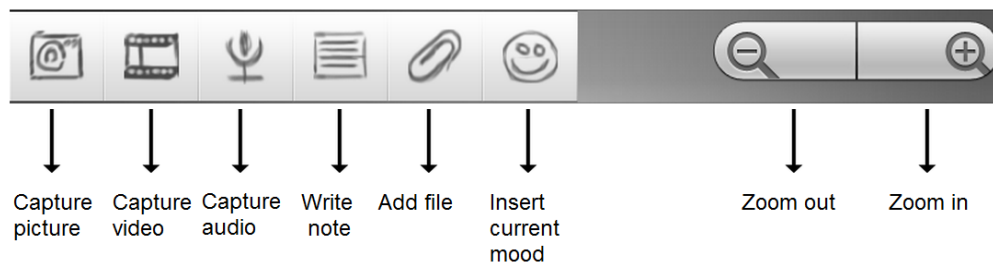 Capture
picture
Capture
video
Capture
audio
Write
note
Add file
Insert
current
mood
Zoom out
Zoom in